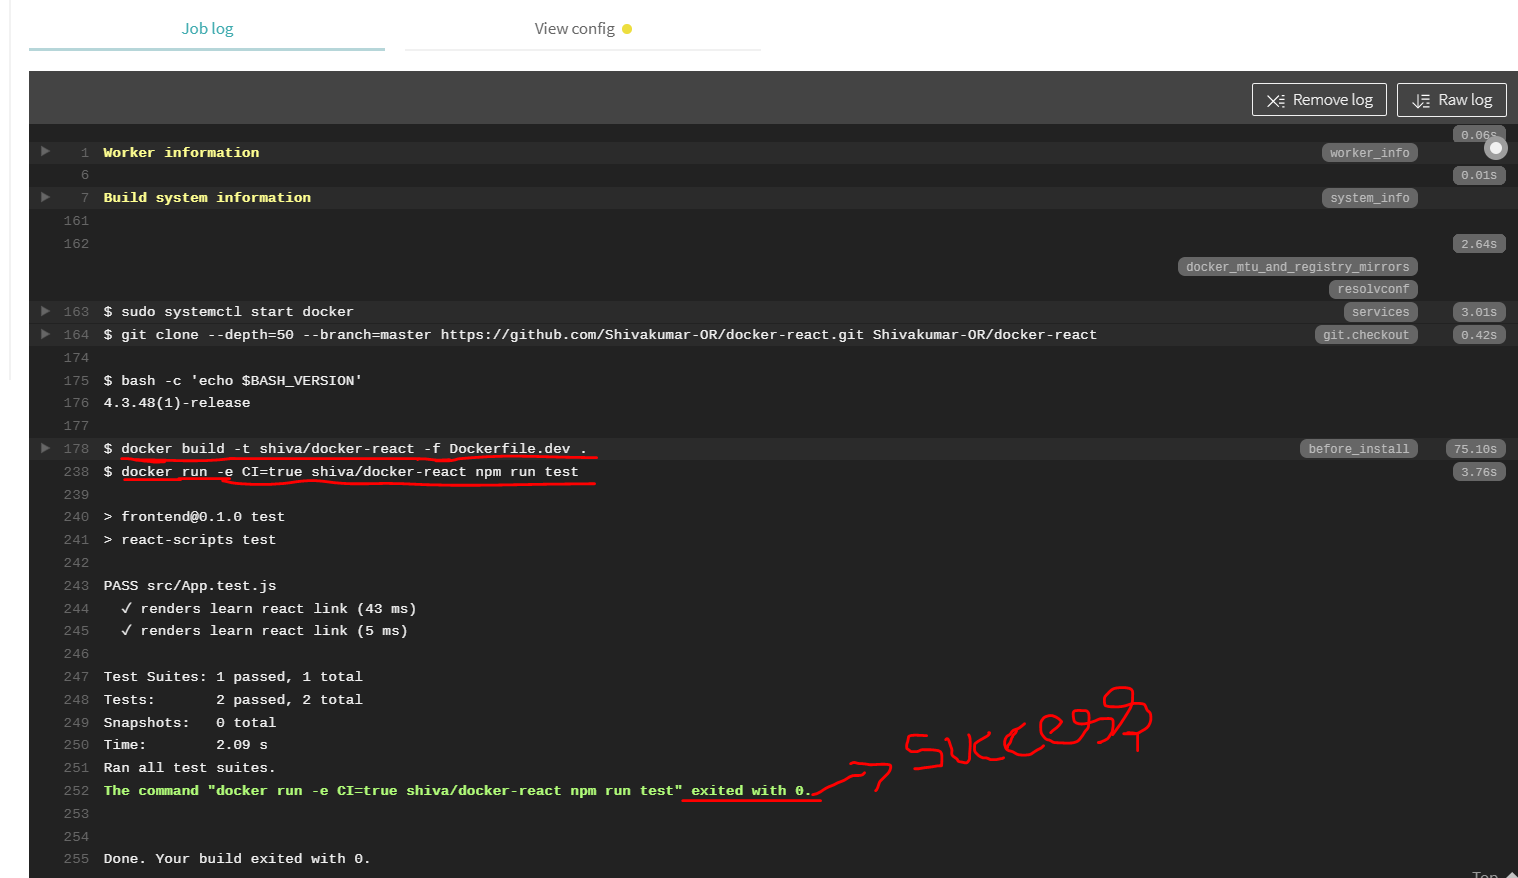 Job log View config
Remove log Raw log
0.06s
1 Worker information worker_info
6 0.01s
7 Build system information system_info
161
162 2.64s
docker_mtu_and_registry_mirrors
resolvconf
163 $ sudo systemctl start docker services 3.01s
164 $ git clone --depth=50 --branch=master https://github.com/Shivakumar-OR/docker-react.git Shivakumar-OR/docker-react git.checkout 0.42s
174
175 $ bash -c 'echo $BASH_VERSION'
176 4.3.48(1)-release
177
178 $ docker build -t shiva/docker-react -f Dockerfile.dev . before_install 75.10s
238 $ docker run -e CI=true shiva/docker-react npm run test 3.76s
239
240 > frontend@0.1.0 test
241 > react-scripts test
242
243 PASS src/App.test.js
244 ✓ renders learn react link (43 ms)
245 ✓ renders learn react link (5 ms)
246
247 Test Suites: 1 passed, 1 total
248 Tests: 2 passed, 2 total
249 Snapshots: 0 total
250 Time: 2.09 s
251 Ran all test suites.
252 The command "docker run -e CI=true shiva/docker-react npm run test" exited with 0.
success
253
254
255 Done. Your build exited with 0.
Top